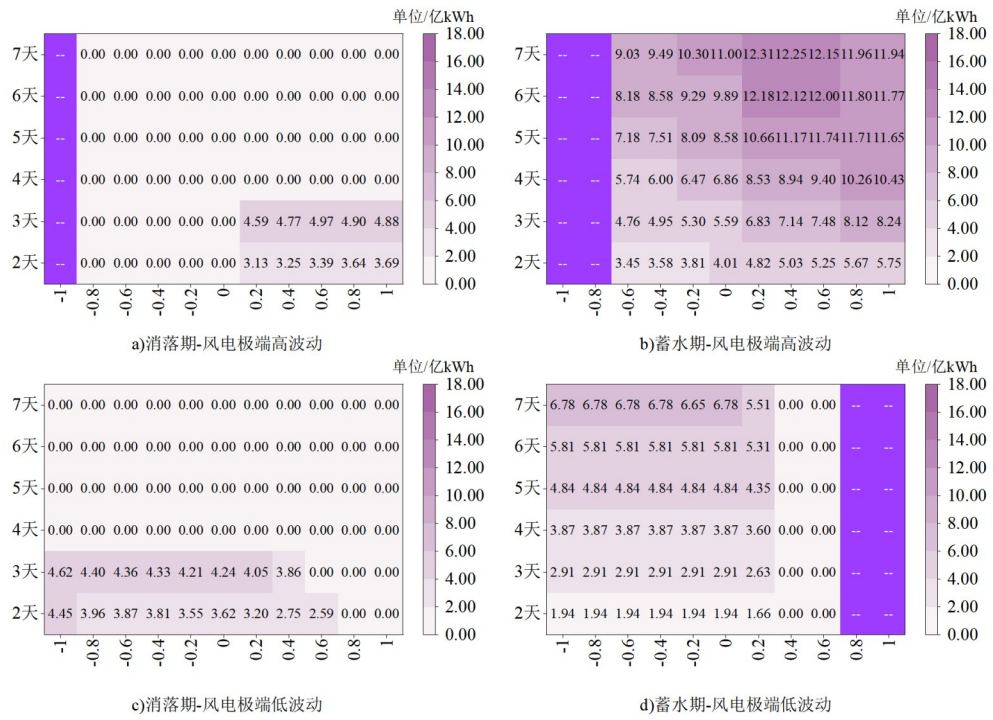 单位/亿kWh
7天 -- 0.00 0.00 0.00 0.00 0.00 0.00 0.00 0.00 0.00 0.00
6天 -- 0.00 0.00 0.00 0.00 0.00 0.00 0.00 0.00 0.00 0.00
5天 -- 0.00 0.00 0.00 0.00 0.00 0.00 0.00 0.00 0.00 0.00
4天 -- 0.00 0.00 0.00 0.00 0.00 0.00 0.00 0.00 0.00 0.00
3天 -- 0.00 0.00 0.00 0.00 0.00 4.59 4.77 4.97 4.90 4.88
2天 -- 0.00 0.00 0.00 0.00 0.00 3.13 3.25 3.39 3.64 3.69
-1 -0.8 -0.6 -0.4 -0.2 0 0.2 0.4 0.6 0.8 1
18.00
16.00
14.00
12.00
10.00
8.00
6.00
4.00
2.00
0.00
a)消落期-风电极端高波动
单位/亿kWh
7天 -- -- 9.03 9.49 10.30 11.00 12.31 12.25 12.15 11.96 11.94
6天 -- -- 8.18 8.58 9.29 9.89 12.18 12.12 12.00 11.80 11.77
5天 -- -- 7.18 7.51 8.09 8.58 10.66 11.17 11.74 11.71 11.65
4天 -- -- 5.74 6.00 6.47 6.86 8.53 8.94 9.40 10.26 10.43
3天 -- -- 4.76 4.95 5.30 5.59 6.83 7.14 7.48 8.12 8.24
2天 -- -- 3.45 3.58 3.81 4.01 4.82 5.03 5.25 5.67 5.75
-1 -0.8 -0.6 -0.4 -0.2 0 0.2 0.4 0.6 0.8 1
18.00
16.00
14.00
12.00
10.00
8.00
6.00
4.00
2.00
0.00
b)蓄水期-风电极端高波动
单位/亿kWh
7天 0.00 0.00 0.00 0.00 0.00 0.00 0.00 0.00 0.00 0.00 0.00
6天 0.00 0.00 0.00 0.00 0.00 0.00 0.00 0.00 0.00 0.00 0.00
5天 0.00 0.00 0.00 0.00 0.00 0.00 0.00 0.00 0.00 0.00 0.00
4天 0.00 0.00 0.00 0.00 0.00 0.00 0.00 0.00 0.00 0.00 0.00
3天 4.62 4.40 4.36 4.33 4.21 4.24 4.05 3.86 0.00 0.00 0.00
2天 4.45 3.96 3.87 3.81 3.55 3.62 3.20 2.75 2.59 0.00 0.00
-1 -0.8 -0.6 -0.4 -0.2 0 0.2 0.4 0.6 0.8 1
18.00
16.00
14.00
12.00
10.00
8.00
6.00
4.00
2.00
0.00
c)消落期-风电极端低波动
单位/亿kWh
7天 6.78 6.78 6.78 6.78 6.65 6.78 5.51 0.00 0.00 -- --
6天 5.81 5.81 5.81 5.81 5.81 5.81 5.31 0.00 0.00 -- --
5天 4.84 4.84 4.84 4.84 4.84 4.84 4.35 0.00 0.00 -- --
4天 3.87 3.87 3.87 3.87 3.87 3.87 3.60 0.00 0.00 -- --
3天 2.91 2.91 2.91 2.91 2.91 2.91 2.63 0.00 0.00 -- --
2天 1.94 1.94 1.94 1.94 1.94 1.94 1.66 0.00 0.00 -- --
-1 -0.8 -0.6 -0.4 -0.2 0 0.2 0.4 0.6 0.8 1
18.00
16.00
14.00
12.00
10.00
8.00
6.00
4.00
2.00
0.00
d)蓄水期-风电极端低波动